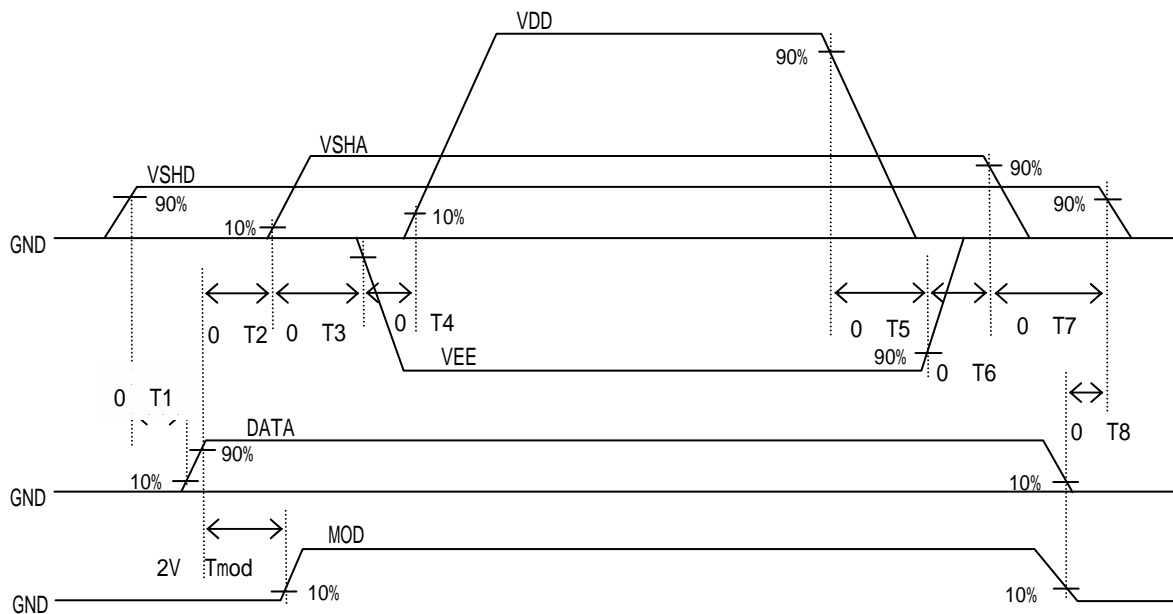 VDD
90%
VSHA
VSHD
90%
90%
10%
10%
90%
GND
0 T2
0 T3
0 T4
0 T5
0 T7
VEE
90%
0 T6
0 T1
0 T8
DATA
90%
10%
10%
GND
MOD
2V Tmod
10%
10%
GND